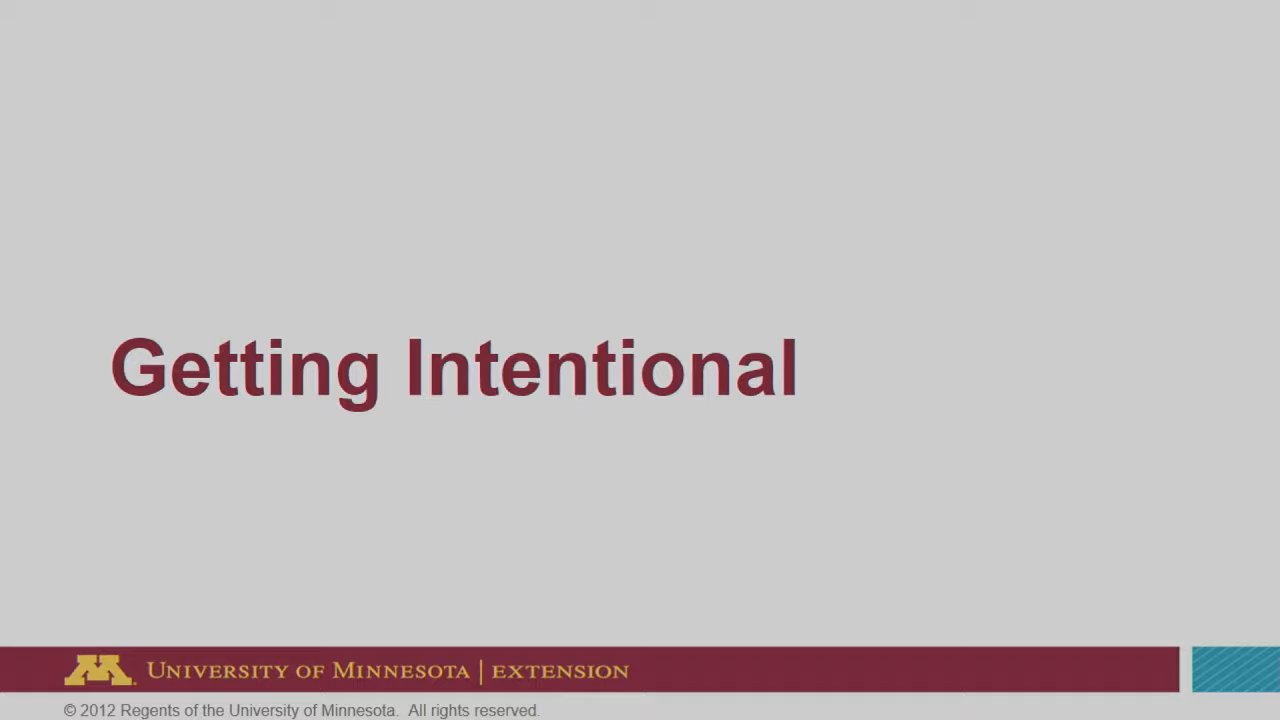 Getting Intentional
UNIVERSITY OF MINNESOTA | EXTENSION
© 2012 Regents of the University of Minnesota. All rights reserved.